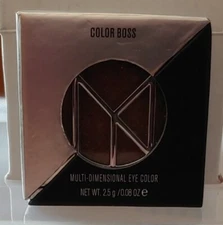 COLOR BOSS
MULTI-DIMENSIONAL EYE COLOR
NET WT. 2.5 g / 0.08 OZ ℮